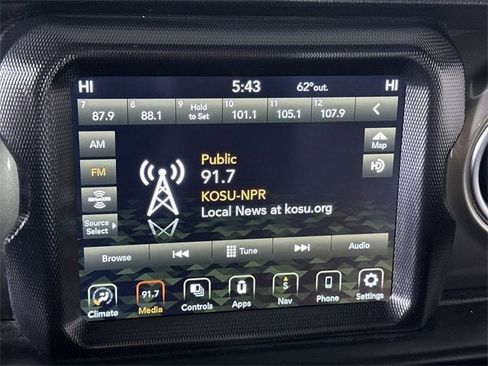 HI 5:43 62°out. HI
7 8 9 Hold 10 11 12
87.9 88.1 to Set 101.1 105.1 107.9
AM
Map
Public
FM
91.7
HD
SiriusXM
KOSU-NPR
Source
Select
Local News at kosu.org
Browse Tune Audio
91.7
Climate Media Controls Apps Nav Phone Settings